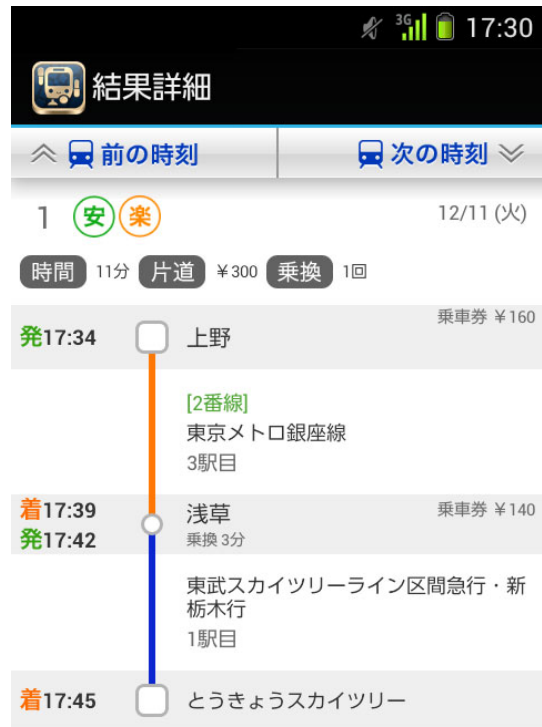 3G 17:30
結果詳細
前の時刻 次の時刻
1 安 楽 12/11 (火)
時間 11分 片道 ¥300 乗換 1回
乗車券 ¥160
発17:34 上野
[2番線]
東京メトロ銀座線
3駅目
着17:39 浅草 乗車券 ¥140
発17:42 乗換 3分
東武スカイツリーライン区間急行・新
栃木行
1駅目
着17:45 とうきょうスカイツリー